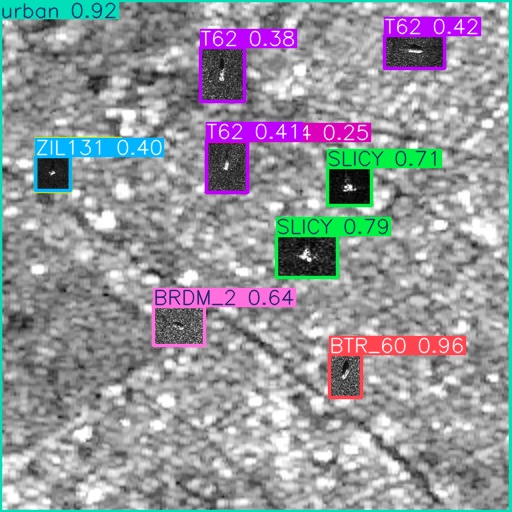 urban 0.92
T62 0.42
T62 0.38
T62 0.41
0.25
ZIL131 0.40
SLICY 0.71
SLICY 0.79
BRDM_2 0.64
BTR_60 0.96